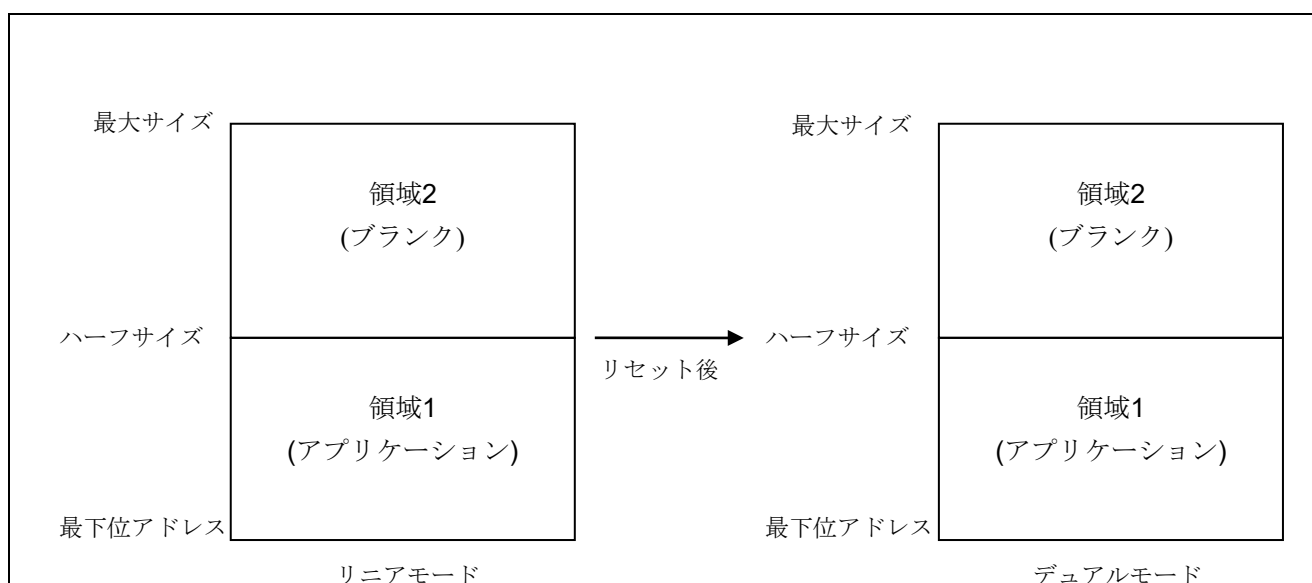 最大サイズ
領域2
(ブランク)
ハーフサイズ
領域1
(アプリケーション)
最下位アドレス
リニアモード
リセット後
最大サイズ
領域2
(ブランク)
ハーフサイズ
領域1
(アプリケーション)
最下位アドレス
デュアルモード